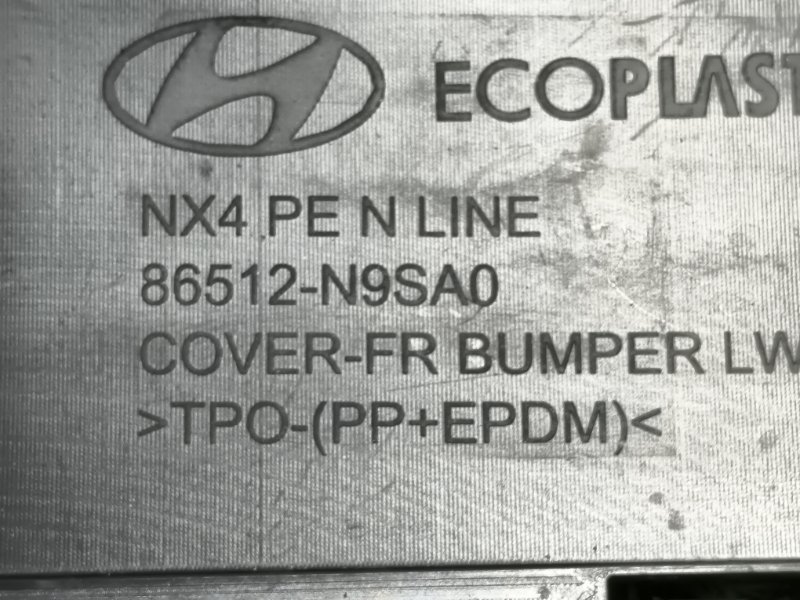 ECOPLAST
NX4 PE N LINE
86512-N9SA0
COVER-FR BUMPER LW
>TPO-(PP+EPDM)<